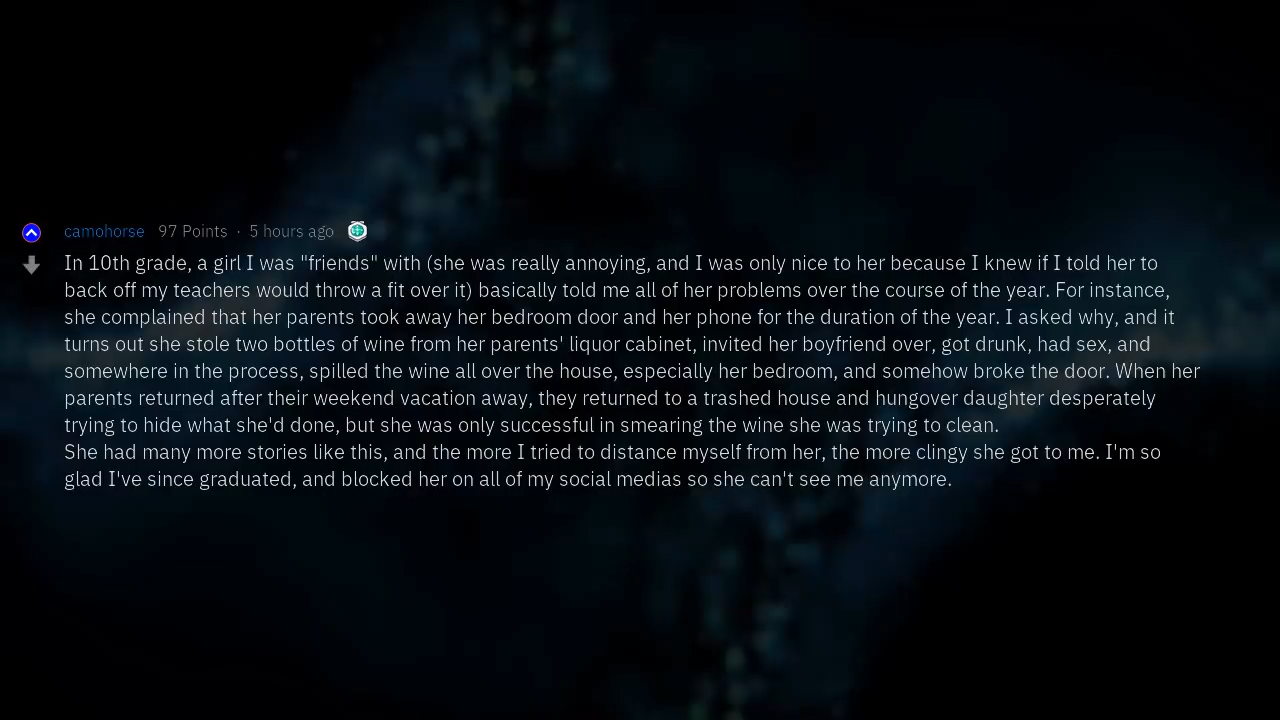 camohorse 97 Points · 5 hours ago
In 10th grade, a girl I was "friends" with (she was really annoying, and I was only nice to her because I knew if I told her to
back off my teachers would throw a fit over it) basically told me all of her problems over the course of the year. For instance,
she complained that her parents took away her bedroom door and her phone for the duration of the year. I asked why, and it
turns out she stole two bottles of wine from her parents' liquor cabinet, invited her boyfriend over, got drunk, had sex, and
somewhere in the process, spilled the wine all over the house, especially her bedroom, and somehow broke the door. When her
parents returned after their weekend vacation away, they returned to a trashed house and hungover daughter desperately
trying to hide what she'd done, but she was only successful in smearing the wine she was trying to clean.
She had many more stories like this, and the more I tried to distance myself from her, the more clingy she got to me. I'm so
glad I've since graduated, and blocked her on all of my social medias so she can't see me anymore.